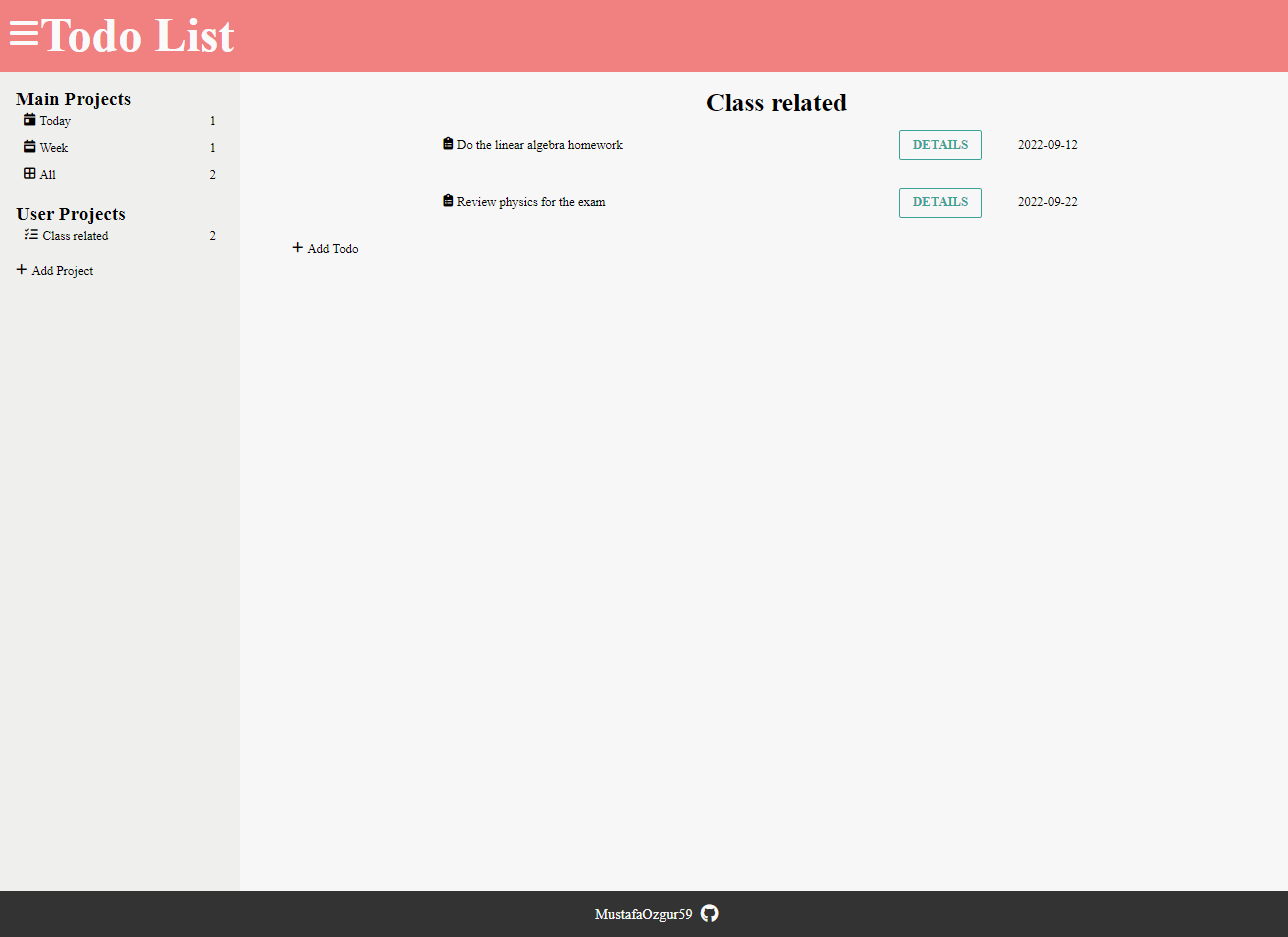 Todo List
Main Projects
Today 1
Week 1
All 2
User Projects
Class related 2
Add Project
Class related
Do the linear algebra homework DETAILS 2022-09-12
Review physics for the exam DETAILS 2022-09-22
Add Todo
MustafaOzgur59